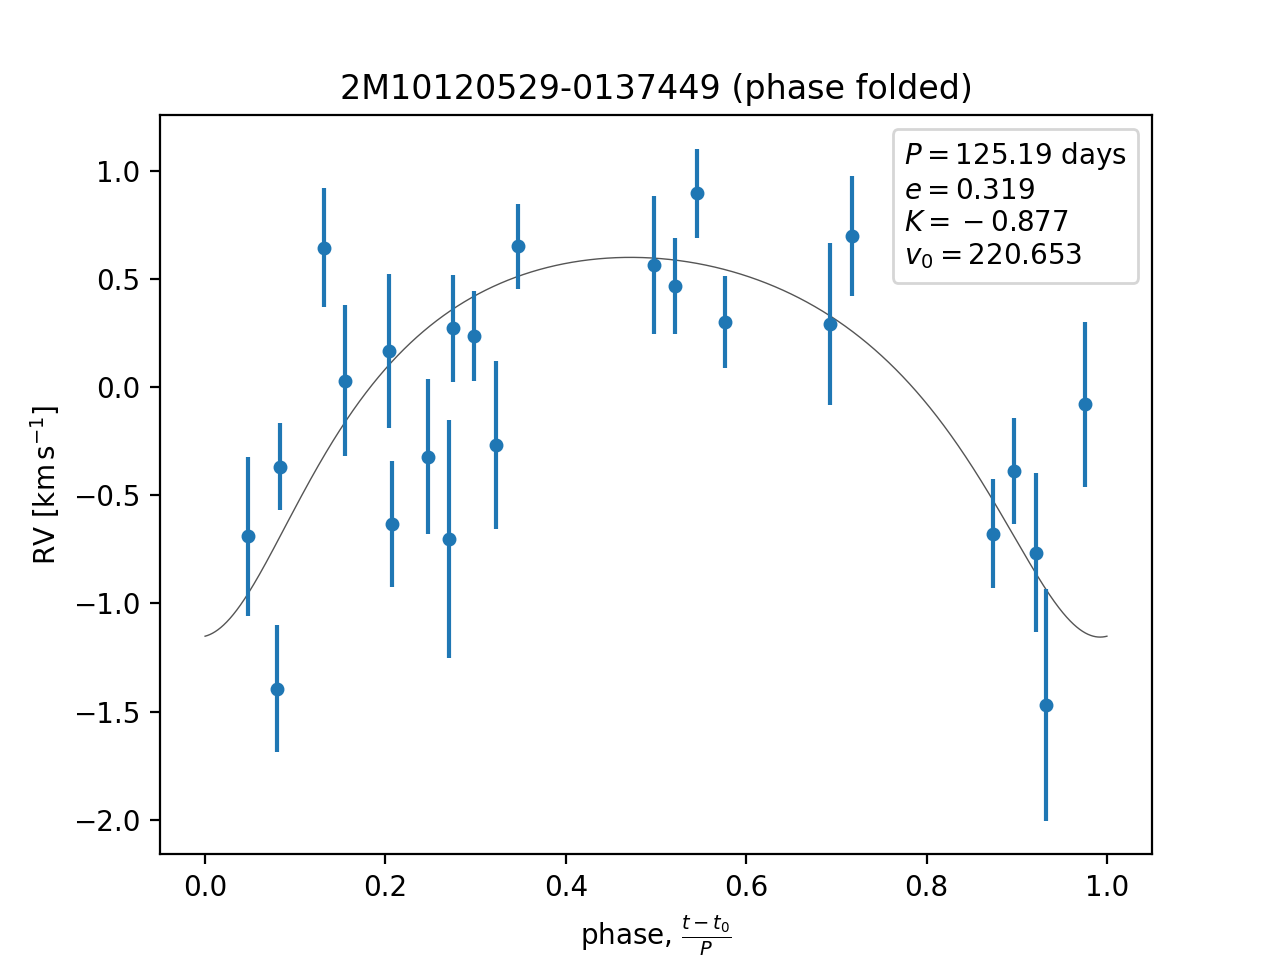 2M10120529-0137449 (phase folded)
P = 125.19 days
e = 0.319
K = −0.877
v₀ = 220.653
1.0
0.5
0.0
−0.5
−1.0
−1.5
−2.0
RV [km s⁻¹]
0.0 0.2 0.4 0.6 0.8 1.0
phase, (t − t₀)/P